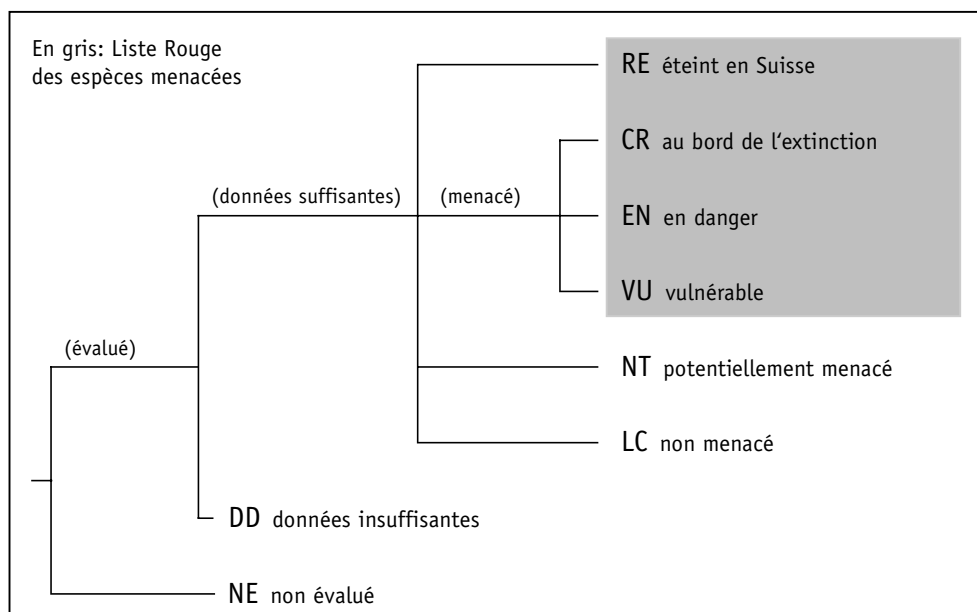 En gris: Liste Rouge
des espèces menacées
RE éteint en Suisse
CR au bord de l‘extinction
(données suffisantes)
(menacé)
EN en danger
VU vulnérable
(évalué)
NT potentiellement menacé
LC non menacé
DD données insuffisantes
NE non évalué